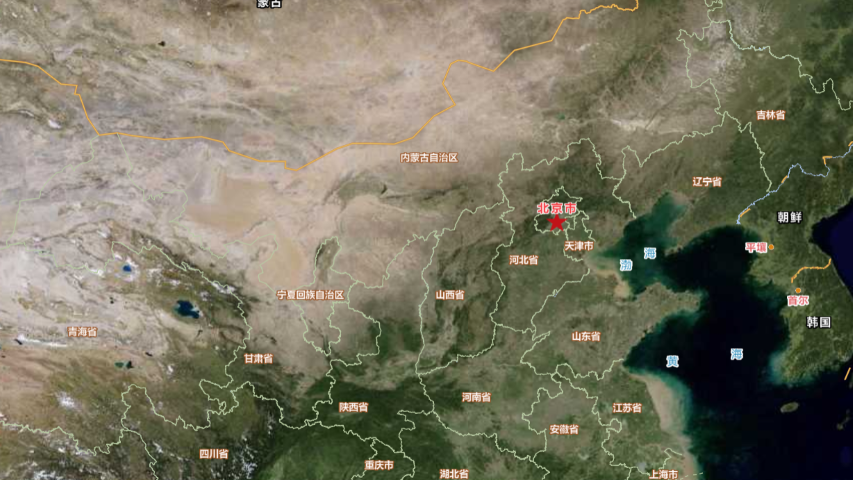 蒙古
吉林省
内蒙古自治区
辽宁省
北京市
朝鲜
天津市
平壤
渤 海
河北省
宁夏回族自治区
山西省
首尔
韩国
青海省
山东省
甘肃省
黄 海
河南省
陕西省
江苏省
安徽省
四川省
重庆市
湖北省
上海市